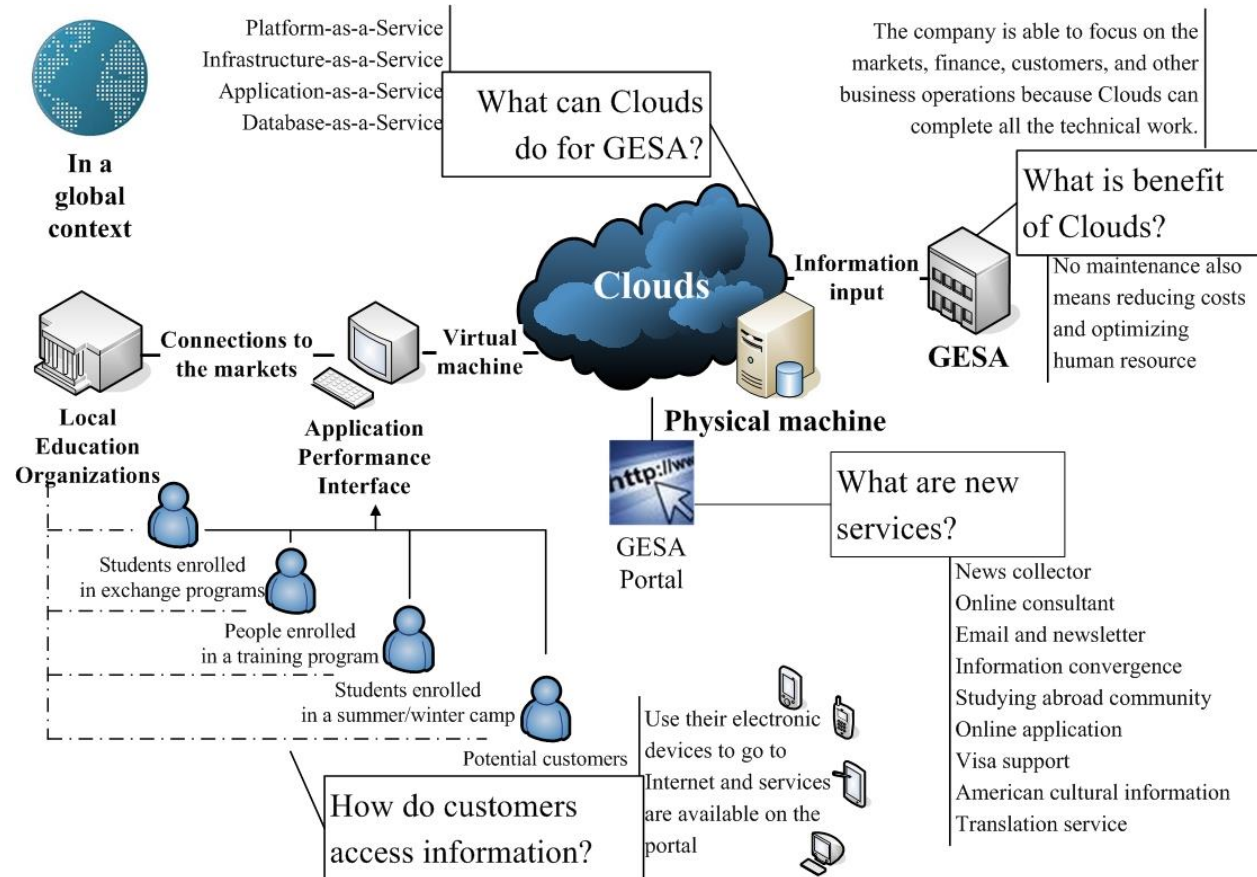 Platform-as-a-Service
Infrastructure-as-a-Service
Application-as-a-Service
Database-as-a-Service
What can Clouds
do for GESA?
The company is able to focus on the
markets, finance, customers, and other
business operations because Clouds can
complete all the technical work.
What is benefit
of Clouds?
No maintenance also
means reducing costs
and optimizing
human resource
In a
global
context
Clouds
Information
input
GESA
Connections to
the markets
Virtual
machine
Local
Education
Organizations
Application
Performance
Interface
Physical machine
http://ww
GESA
Portal
What are new
services?
News collector
Online consultant
Email and newsletter
Information convergence
Studying abroad community
Online application
Visa support
American cultural information
Translation service
Students enrolled
in exchange programs
People enrolled
in a training program
Students enrolled
in a summer/winter camp
Potential customers
How do customers
access information?
Use their electronic
devices to go to
Internet and services
are available on the
portal